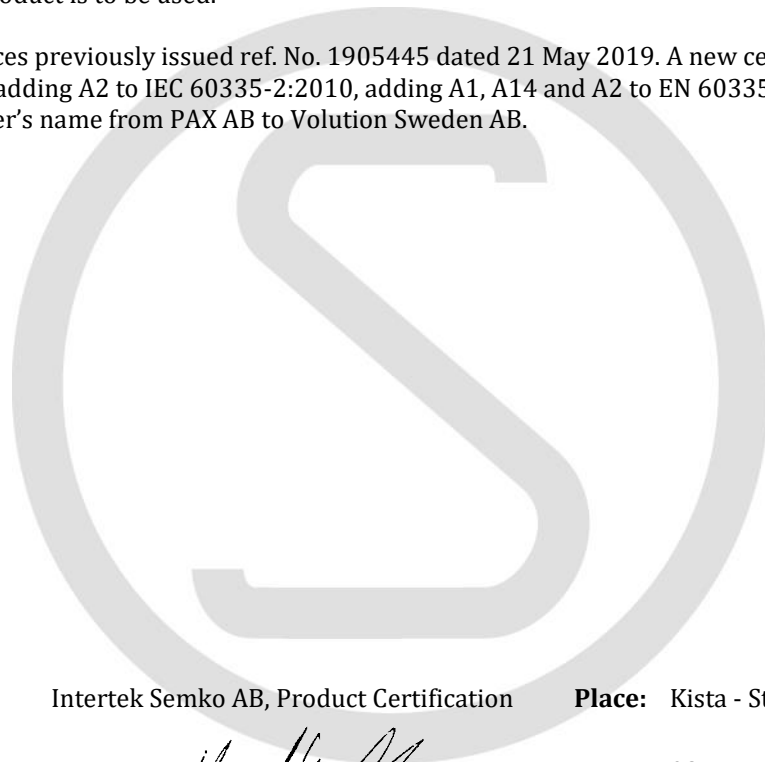 oduct is to be used.
ces previously issued ref. No. 1905445 dated 21 May 2019. A new ce
adding A2 to IEC 60335-2:2010, adding A1, A14 and A2 to EN 60335
er’s name from PAX AB to Volution Sweden AB.
Intertek Semko AB, Product Certification Place: Kista - St